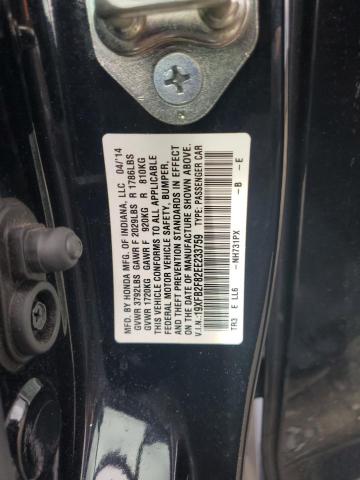 MFD. BY HONDA MFG. OF INDIANA, LLC 04/'14
GVWR 3792LBS GAWR F 2029LBS R 1786LBS
GVWR 1720KG GAWR F 920KG R 810KG
THIS VEHICLE CONFORMS TO ALL APPLICABLE
FEDERAL MOTOR VEHICLE SAFETY, BUMPER,
AND THEFT PREVENTION STANDARDS IN EFFECT
ON THE DATE OF MANUFACTURE SHOWN ABOVE.
V.I.N.:19XFB2F82EE233759 TYPE:PASSENGER CAR
TR3 E LL6 -NH731PX -B -E